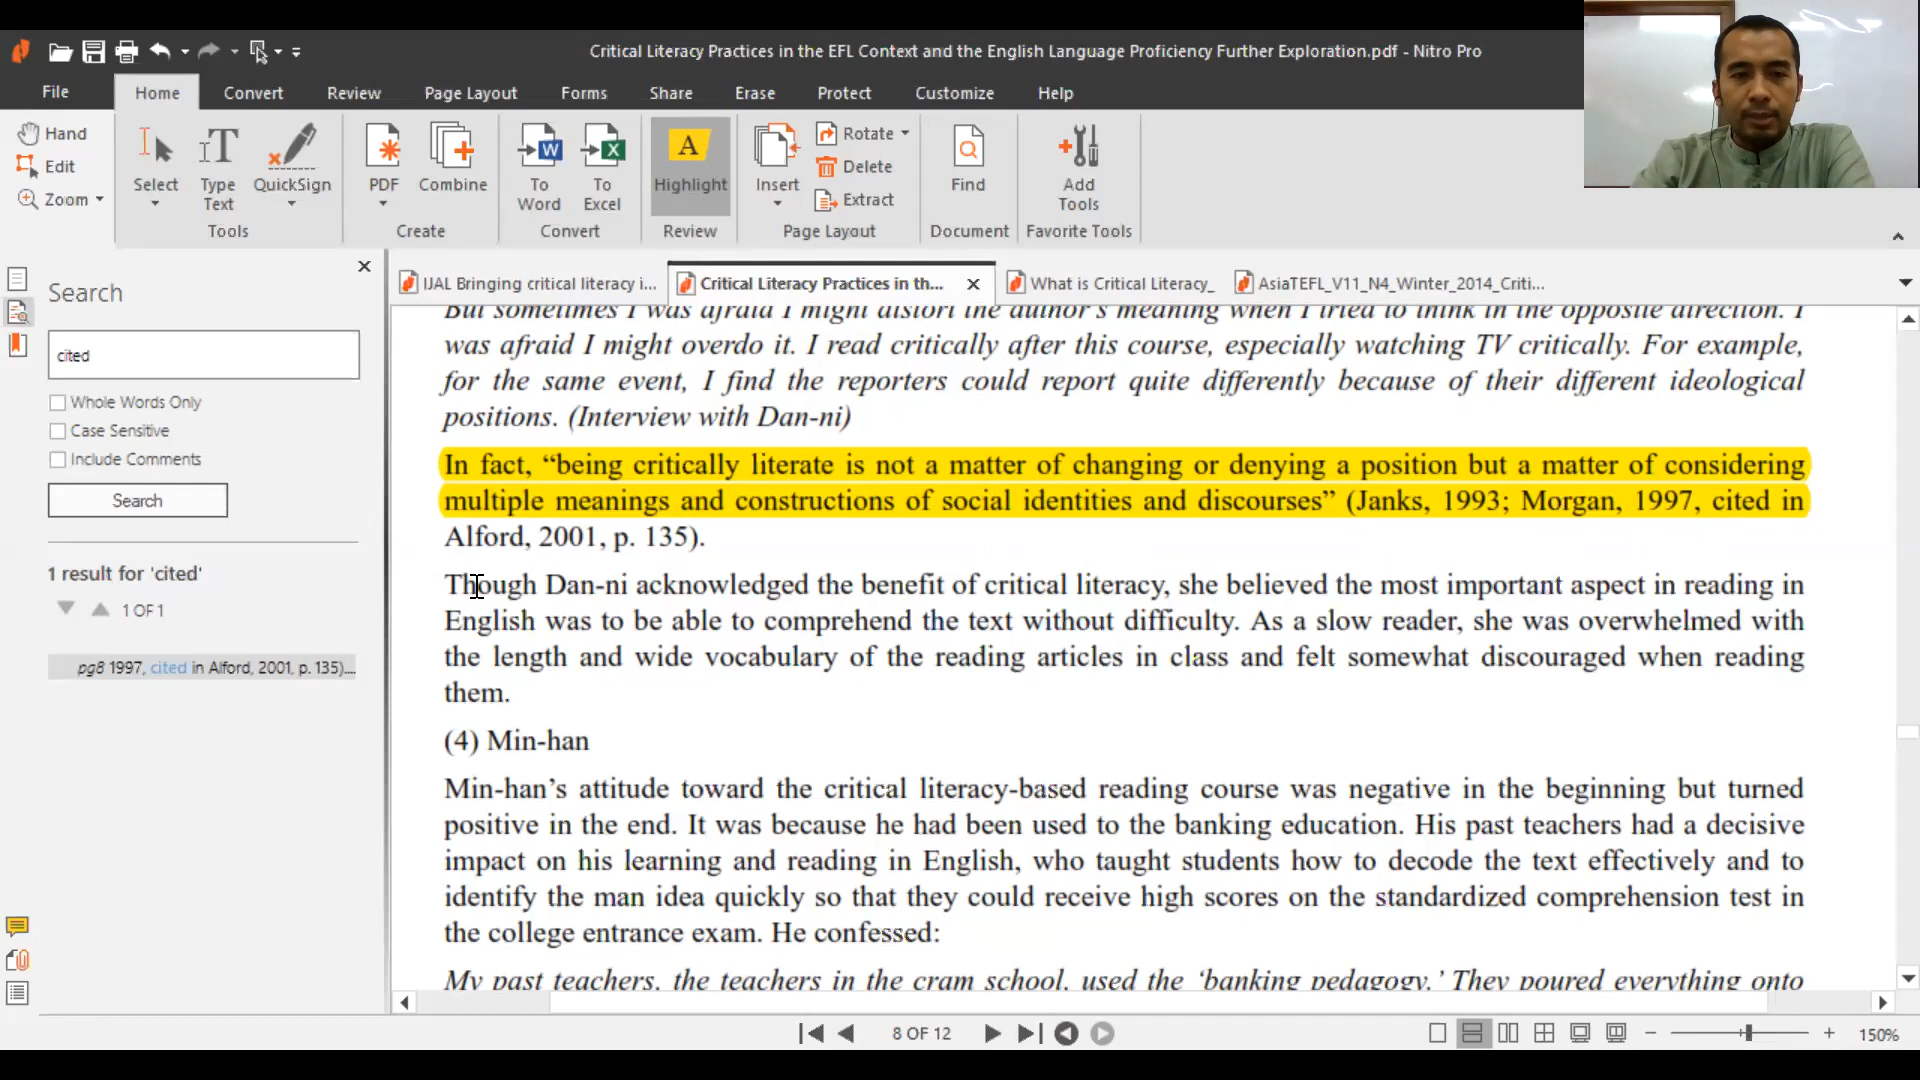 Critical Literacy Practices in the EFL Context and the English Language Proficiency Further Exploration.pdf - Nitro Pro
File
Home
Convert
Review
Page Layout
Forms
Share
Erase
Protect
Customize
Help
Hand
Edit
Zoom
Select
Type
Text
QuickSign
Tools
PDF
Combine
Create
To
Word
To
Excel
Convert
A
Highlight
Review
Insert
Rotate
Delete
Extract
Page Layout
Find
Document
Add
Tools
Favorite Tools
Search
cited
Whole Words Only
Case Sensitive
Include Comments
Search
1 result for 'cited'
1 OF 1
pg8 1997, cited in Alford, 2001, p. 135)....
IJAL Bringing critical literacy i...
Critical Literacy Practices in th...
What is Critical Literacy_
AsiaTEFL_V11_N4_Winter_2014_Criti...
But sometimes I was afraid I might distort the author's meaning when I tried to think in the opposite direction. I
was afraid I might overdo it. I read critically after this course, especially watching TV critically. For example,
for the same event, I find the reporters could report quite differently because of their different ideological
positions. (Interview with Dan-ni)
In fact, “being critically literate is not a matter of changing or denying a position but a matter of considering
multiple meanings and constructions of social identities and discourses” (Janks, 1993; Morgan, 1997, cited in
Alford, 2001, p. 135).
Though Dan-ni acknowledged the benefit of critical literacy, she believed the most important aspect in reading in
English was to be able to comprehend the text without difficulty. As a slow reader, she was overwhelmed with
the length and wide vocabulary of the reading articles in class and felt somewhat discouraged when reading
them.
(4) Min-han
Min-han’s attitude toward the critical literacy-based reading course was negative in the beginning but turned
positive in the end. It was because he had been used to the banking education. His past teachers had a decisive
impact on his learning and reading in English, who taught students how to decode the text effectively and to
identify the man idea quickly so that they could receive high scores on the standardized comprehension test in
the college entrance exam. He confessed:
My past teachers, the teachers in the cram school, used the ‘banking pedagogy.’ They poured everything onto
8 OF 12
150%